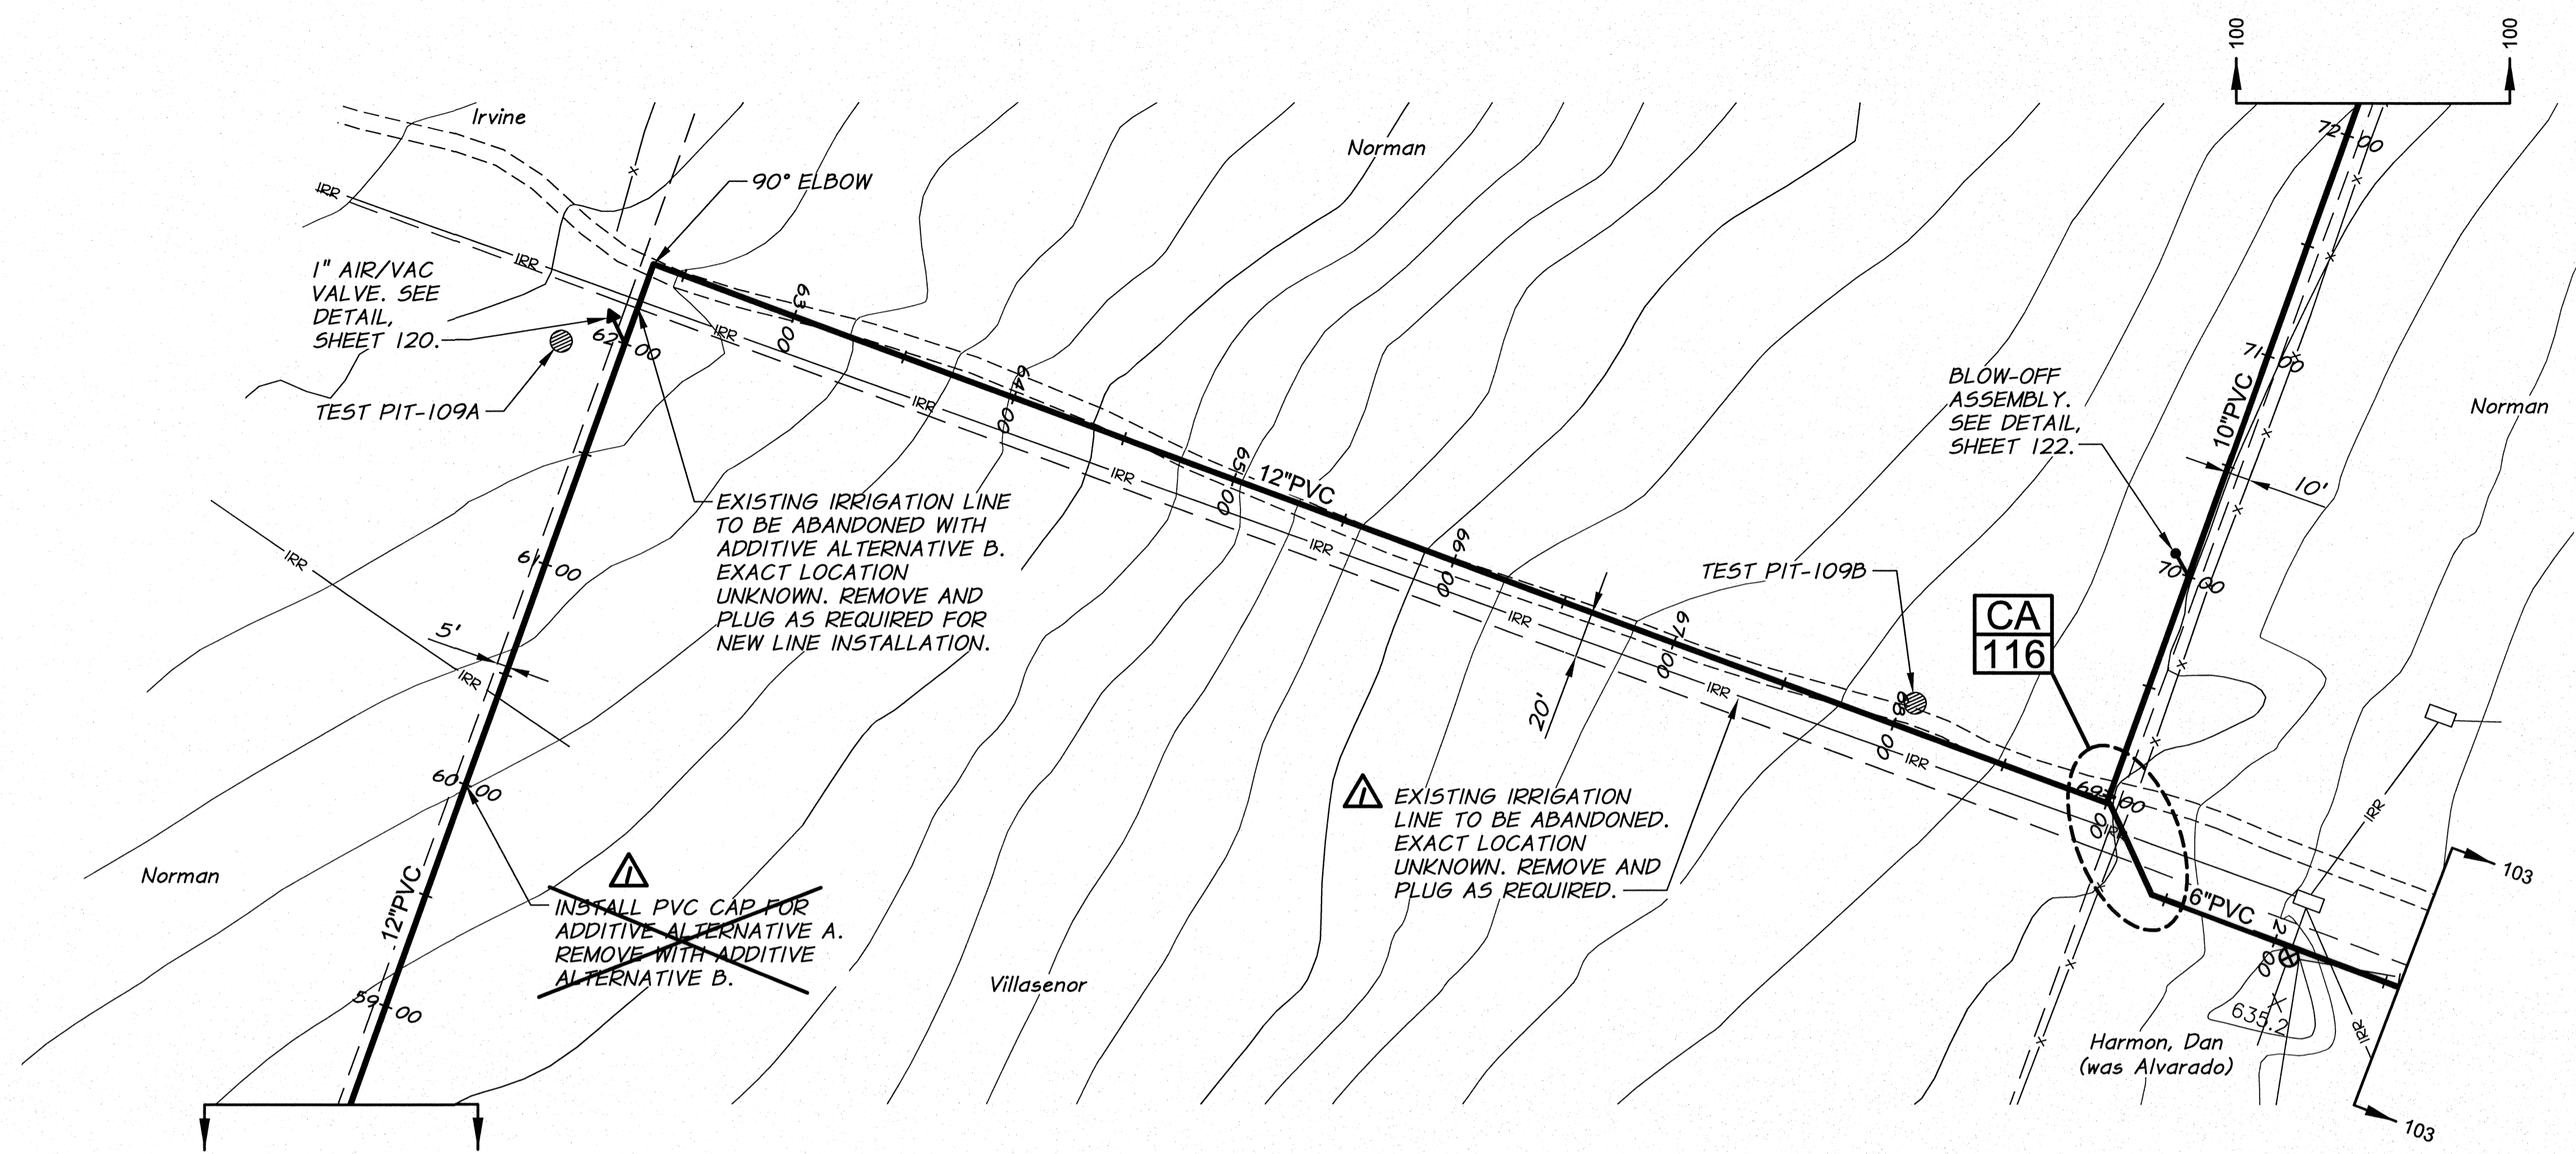 100
100
Irvine
Norman
72+00
IRR
90° ELBOW
1" AIR/VAC
VALVE. SEE
DETAIL,
SHEET 120.
IRR
62+00
IRR
63+00
TEST PIT-109A
IRR
64+00
BLOW-OFF
ASSEMBLY.
SEE DETAIL,
SHEET 122.
71+00
10"PVC
Norman
10'
EXISTING IRRIGATION LINE
TO BE ABANDONED WITH
ADDITIVE ALTERNATIVE B.
EXACT LOCATION
UNKNOWN. REMOVE AND
PLUG AS REQUIRED FOR
NEW LINE INSTALLATION.
IRR
65+00
12"PVC
IRR
66+00
IRR
61+00
TEST PIT-109B
70+00
IRR
67+00
CA
116
5'
IRR
20'
IRR
68+00
IRR
60+00
69+00
00
IRR
1
EXISTING IRRIGATION
LINE TO BE ABANDONED.
EXACT LOCATION
UNKNOWN. REMOVE AND
PLUG AS REQUIRED.
Norman
1
INSTALL PVC CAP FOR
ADDITIVE ALTERNATIVE A.
REMOVE WITH ADDITIVE
ALTERNATIVE B.
12"PVC
59+00
Villasenor
6"PVC
2+00
103
635.2
IRR
Harmon, Dan
(was Alvarado)
103